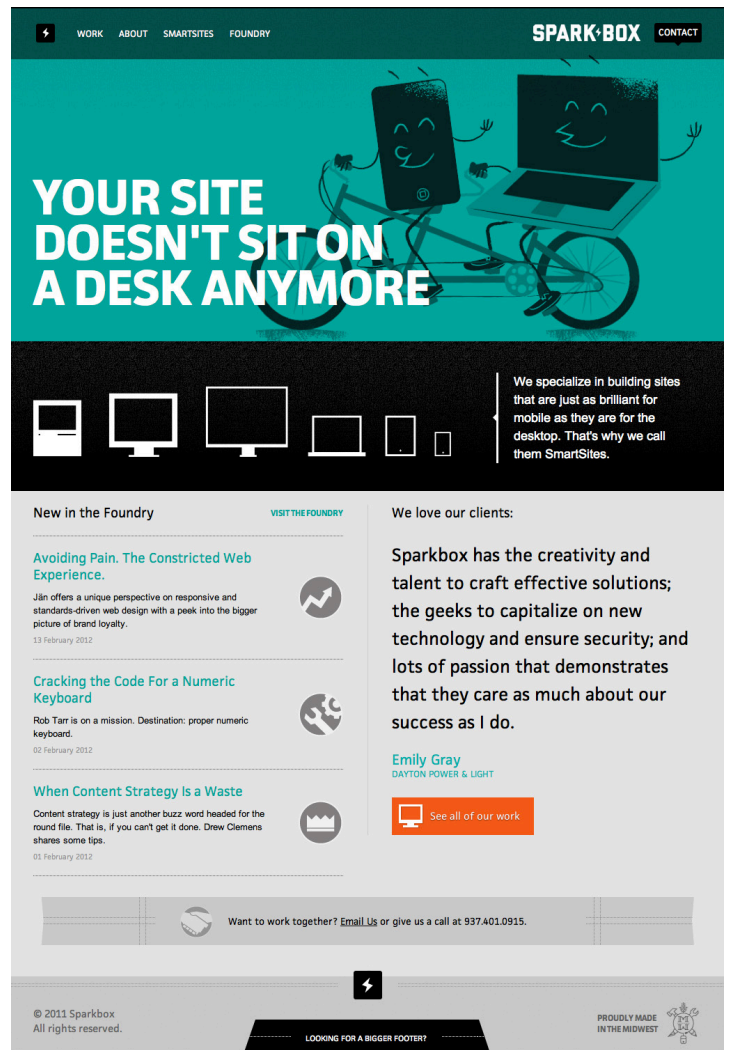 WORK ABOUT SMARTSITES FOUNDRY
SPARK BOX
CONTACT
YOUR SITE
DOESN'T SIT ON
A DESK ANYMORE
We specialize in building sites
that are just as brilliant for
mobile as they are for the
desktop. That's why we call
them SmartSites.
New in the Foundry
VISIT THE FOUNDRY
Avoiding Pain. The Constricted Web
Experience.
Jän offers a unique perspective on responsive and
standards-driven web design with a peek into the bigger
picture of brand loyalty.
13 February 2012
Cracking the Code For a Numeric
Keyboard
Rob Tarr is on a mission. Destination: proper numeric
keyboard.
02 February 2012
When Content Strategy Is a Waste
Content strategy is just another buzz word headed for the
round file. That is, if you can't get it done. Drew Clemens
shares some tips.
01 February 2012
We love our clients:
Sparkbox has the creativity and
talent to craft effective solutions;
the geeks to capitalize on new
technology and ensure security; and
lots of passion that demonstrates
that they care as much about our
success as I do.
Emily Gray
DAYTON POWER & LIGHT
See all of our work
Want to work together? Email Us or give us a call at 937.401.0915.
© 2011 Sparkbox
All rights reserved.
LOOKING FOR A BIGGER FOOTER?
PROUDLY MADE
IN THE MIDWEST